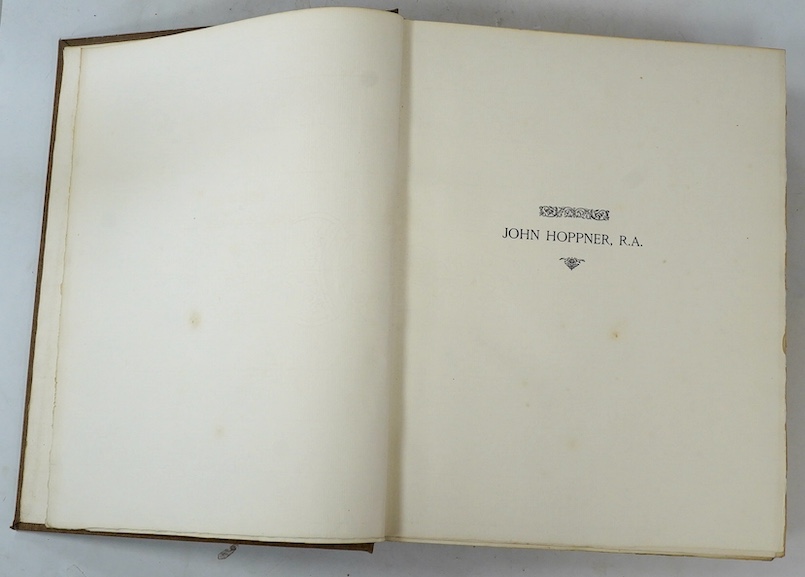 JOHN HOPPNER, R.A.